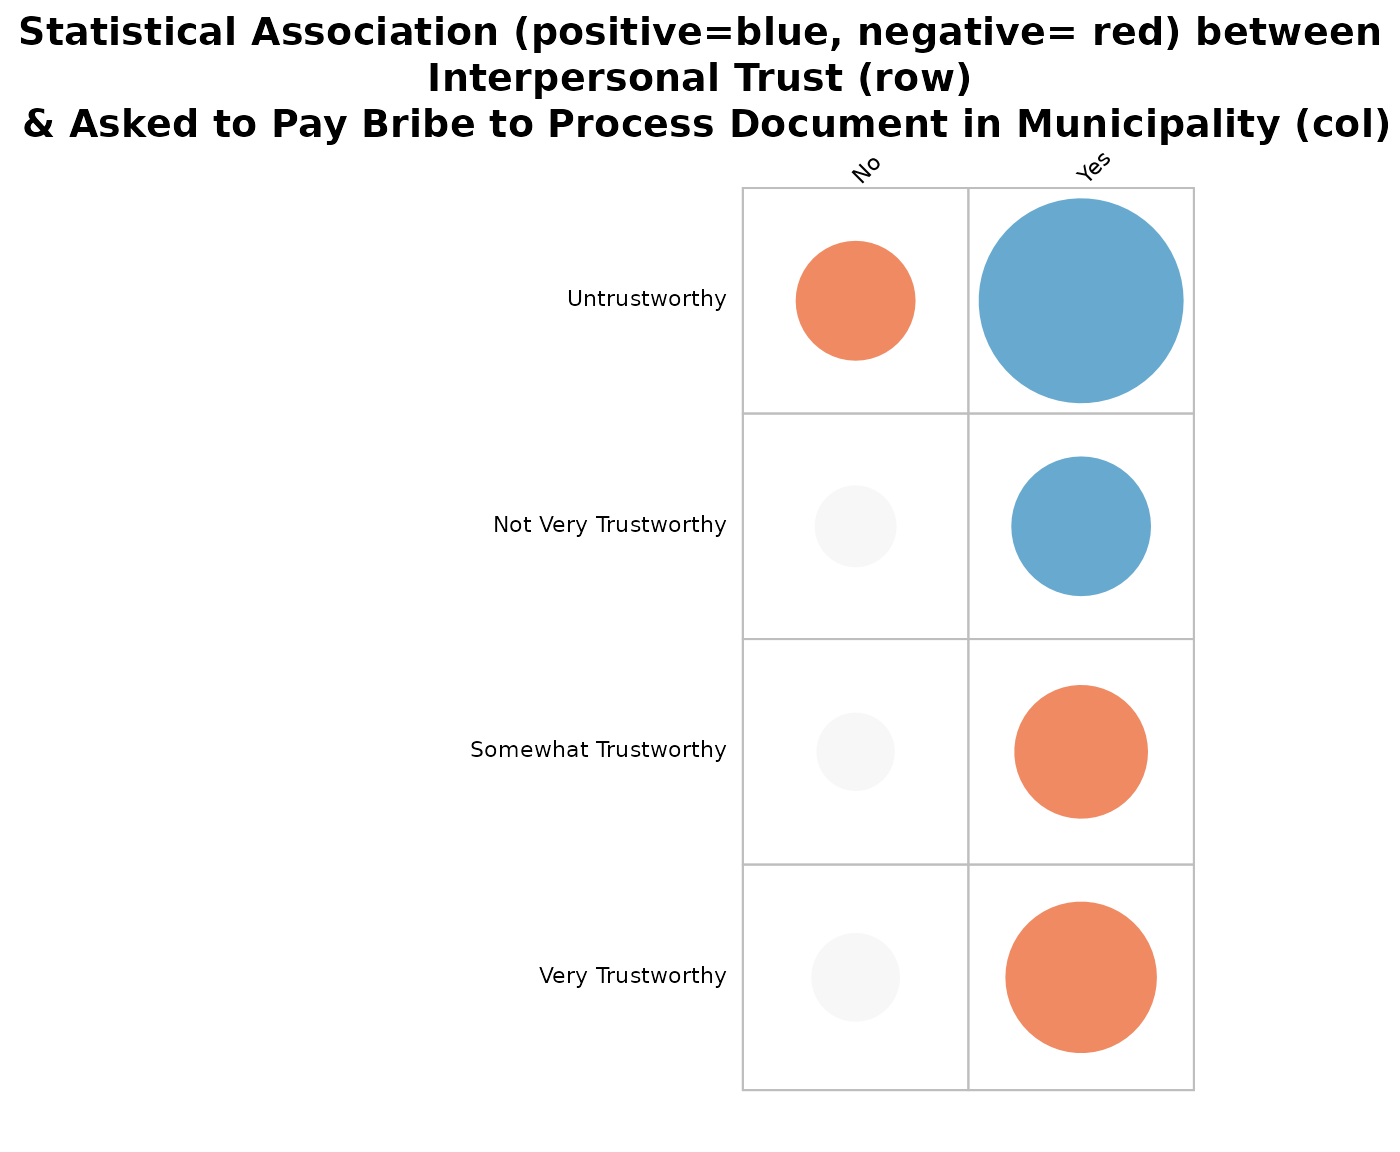 Statistical Association (positive=blue, negative= red) between
Interpersonal Trust (row)
& Asked to Pay Bribe to Process Document in Municipality (col)
No
Yes
Untrustworthy
Not Very Trustworthy
Somewhat Trustworthy
Very Trustworthy